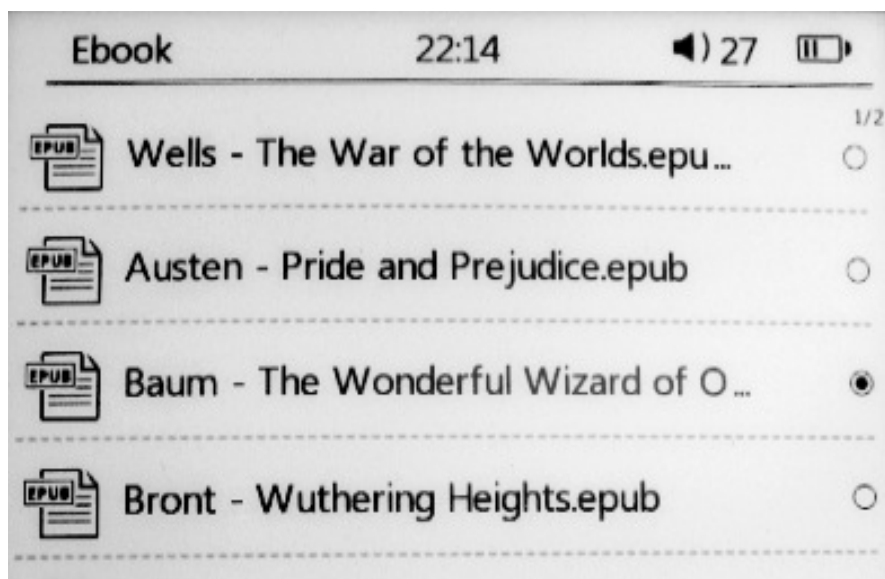 Ebook 22:14 27
1/2
EPUB Wells - The War of the Worlds.epu...
EPUB Austen - Pride and Prejudice.epub
EPUB Baum - The Wonderful Wizard of O...
EPUB Bront - Wuthering Heights.epub